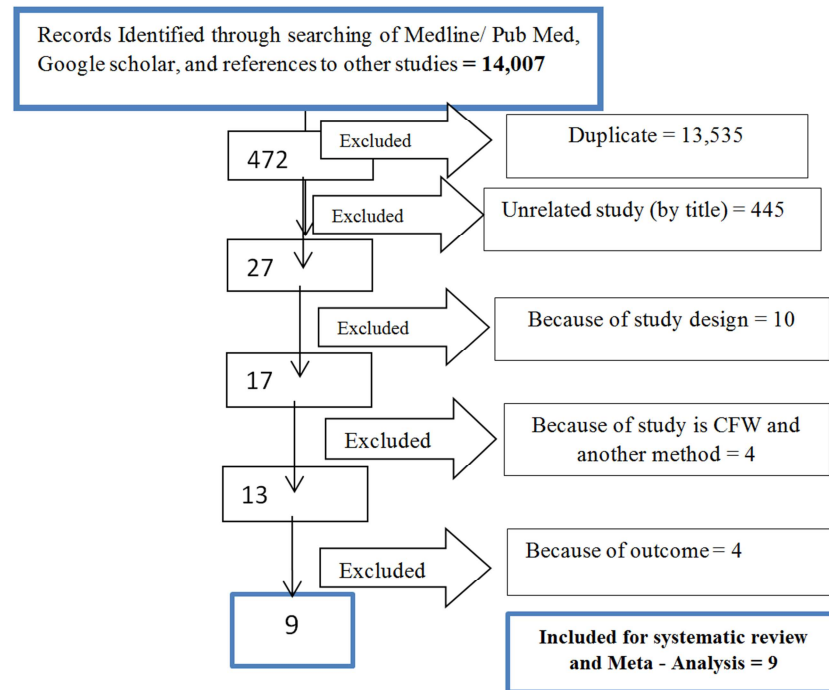 Records Identified through searching of Medline/ Pub Med,
Google scholar, and references to other studies = 14,007
Excluded
Duplicate = 13,535
472
Excluded
Unrelated study (by title) = 445
27
Excluded
Because of study design = 10
17
Excluded
Because of study is CFW and
another method = 4
13
Excluded
Because of outcome = 4
9
Included for systematic review
and Meta - Analysis = 9